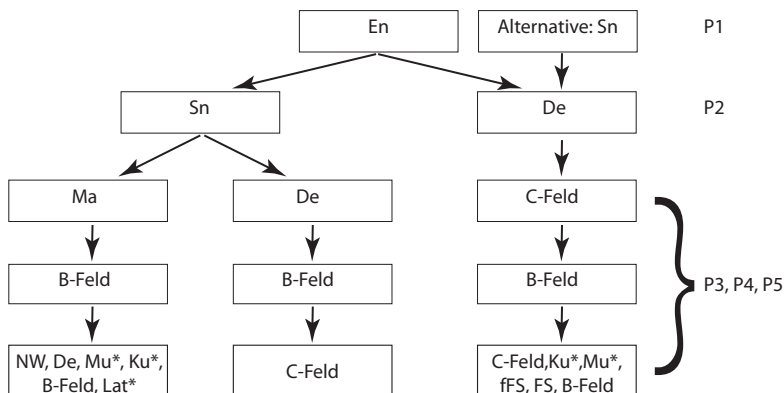 En
Alternative: Sn
P1
Sn
De
P2
Ma
De
C-Feld
B-Feld
B-Feld
B-Feld
P3, P4, P5
NW, De, Mu*, Ku*,
B-Feld, Lat*
C-Feld
C-Feld,Ku*,Mu*,
fFS, FS, B-Feld